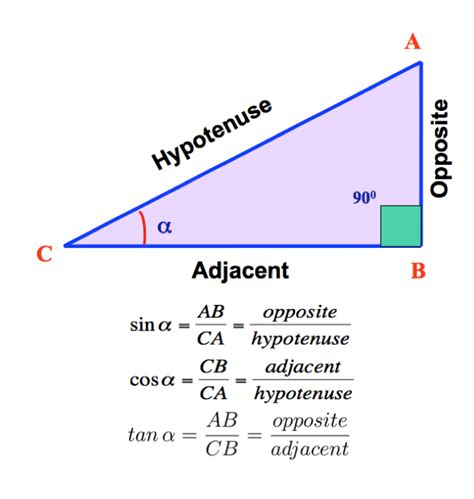 A
Hypotenuse
Opposite
90⁰
α
C
Adjacent
B
sin α = AB/CA = opposite/hypotenuse
cos α = CB/CA = adjacent/hypotenuse
tan α = AB/CB = opposite/adjacent